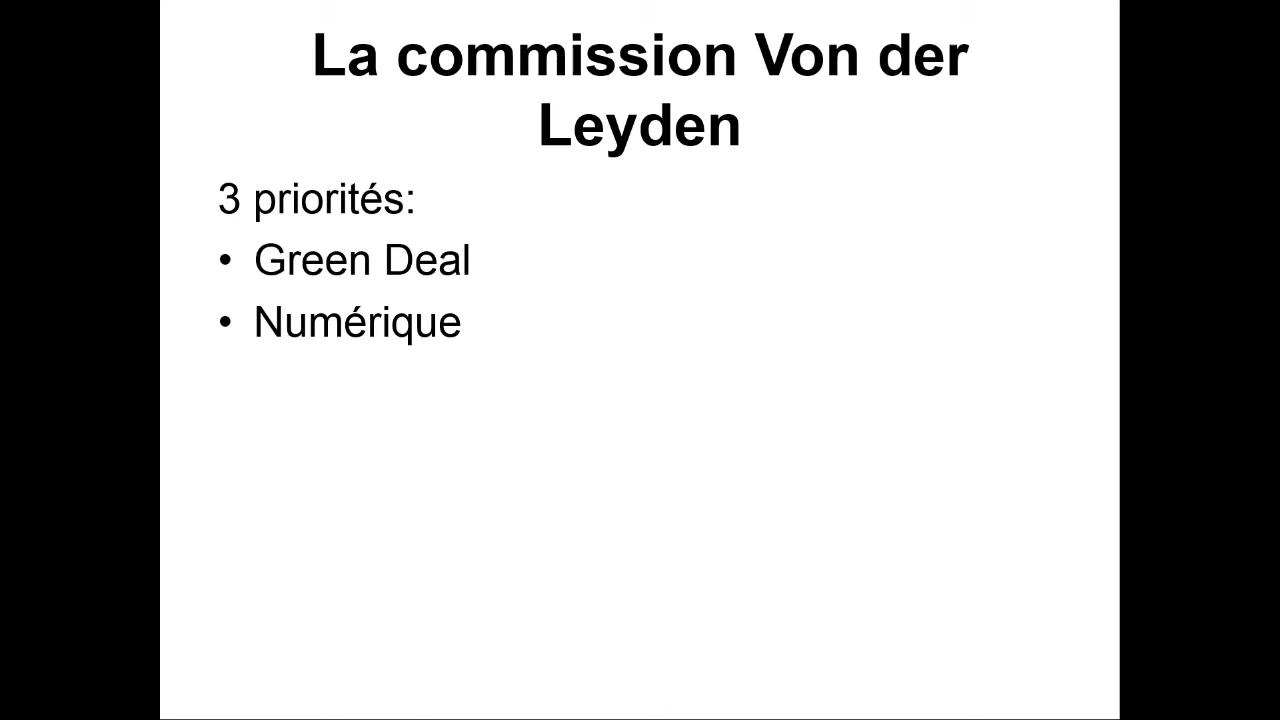 La commission Von der
Leyden
3 priorités:
• Green Deal
• Numérique